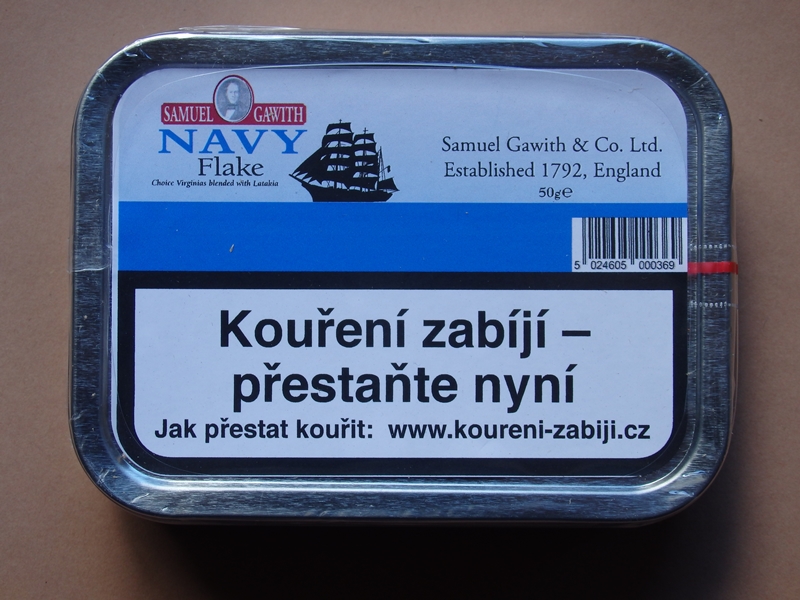 SAMUEL GAWITH
NAVY
Flake
Choice Virginias blended with Latakia
Samuel Gawith & Co. Ltd.
Established 1792, England
50g℮
5 024605 000369
Kouření zabíjí –
přestaňte nyní
Jak přestat kouřit: www.koureni-zabiji.cz